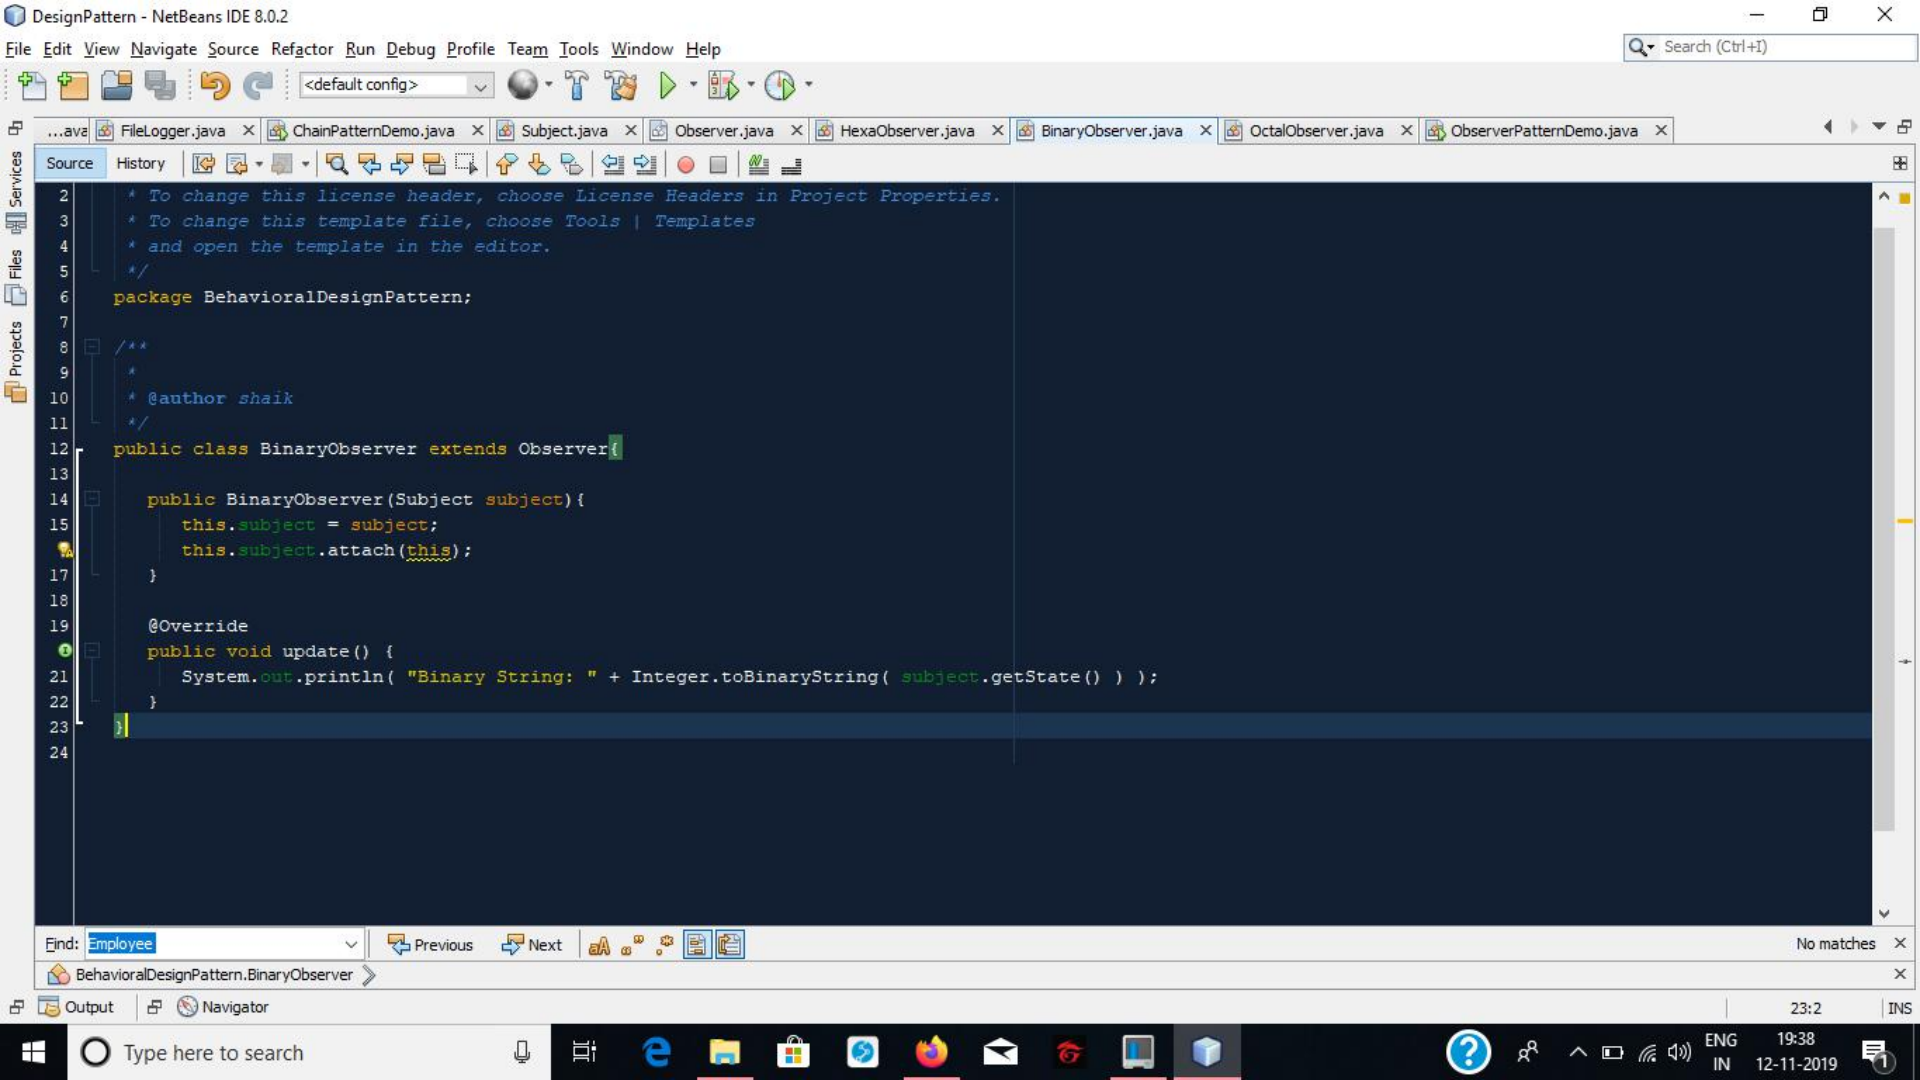 DesignPattern - NetBeans IDE 8.0.2
File Edit View Navigate Source Refactor Run Debug Profile Team Tools Window Help
Search (Ctrl+I)
<default config>
...ava FileLogger.java ChainPatternDemo.java Subject.java Observer.java HexaObserver.java BinaryObserver.java OctalObserver.java ObserverPatternDemo.java
Source History
Services
Files
Projects
2 * To change this license header, choose License Headers in Project Properties.
3 * To change this template file, choose Tools | Templates
4 * and open the template in the editor.
5 */
6 package BehavioralDesignPattern;
7
8 /**
9 *
10 * @author shaik
11 */
12 public class BinaryObserver extends Observer{
13
14 public BinaryObserver(Subject subject){
15 this.subject = subject;
this.subject.attach(this);
17 }
18
19 @Override
public void update() {
21 System.out.println( "Binary String: " + Integer.toBinaryString( subject.getState() ) );
22 }
23 }
24
Find: Employee Previous Next No matches
BehavioralDesignPattern.BinaryObserver
Output Navigator 23:2 INS
Type here to search
ENG 19:38
IN 12-11-2019
1